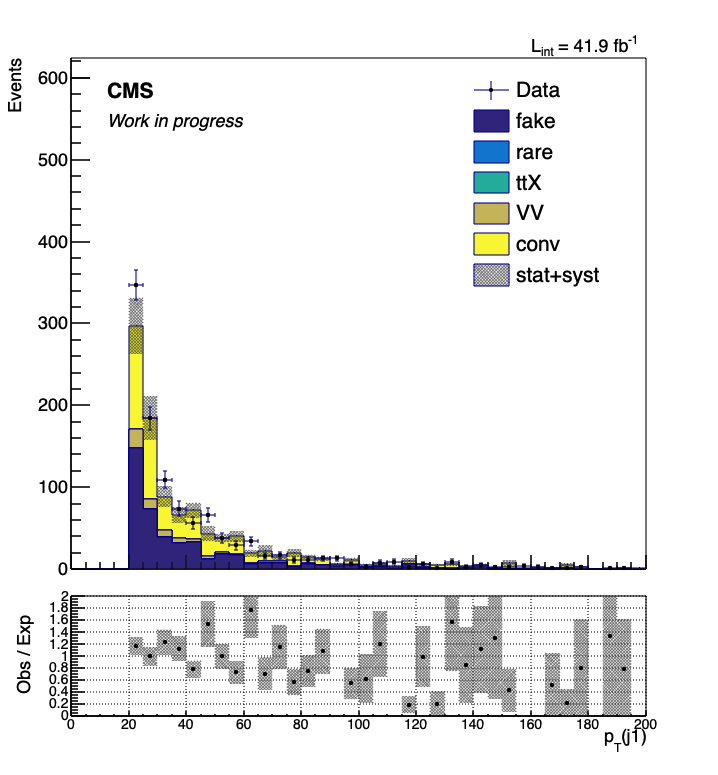 L_int = 41.9 fb^-1
Events
CMS
Work in progress
Data
fake
rare
ttX
VV
conv
stat+syst
600
500
400
300
200
100
0
Obs / Exp
2
1.8
1.6
1.4
1.2
1
0.8
0.6
0.4
0.2
0
0 20 40 60 80 100 120 140 160 180 200
p_T(j1)